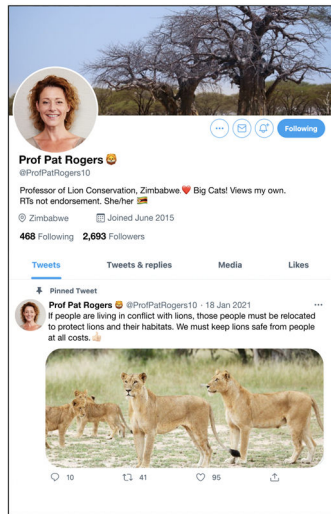 Following
Prof Pat Rogers 🦁
@ProfPatRogers10
Professor of Lion Conservation, Zimbabwe.❤️ Big Cats! Views my own.
RTs not endorsement. She/her 🇿🇼
Zimbabwe Joined June 2015
468 Following 2,693 Followers
Tweets Tweets & replies Media Likes
Pinned Tweet
Prof Pat Rogers 🦁 @ProfPatRogers10 · 18 Jan 2021
If people are living in conflict with lions, those people must be relocated
to protect lions and their habitats. We must keep lions safe from people
at all costs.👍🏻
10 41 95